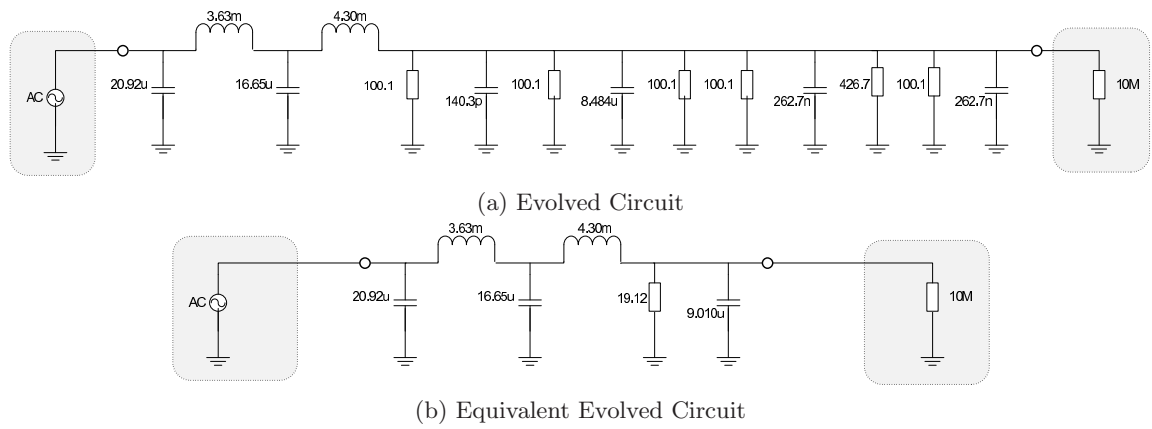 3.63m 4.30m
AC 20.92u 16.65u 100.1 140.3p 100.1 8.484u 100.1 100.1 262.7n 426.7 100.1 262.7n 10M
(a) Evolved Circuit
3.63m 4.30m
AC 20.92u 16.65u 19.12 9.010u 10M
(b) Equivalent Evolved Circuit